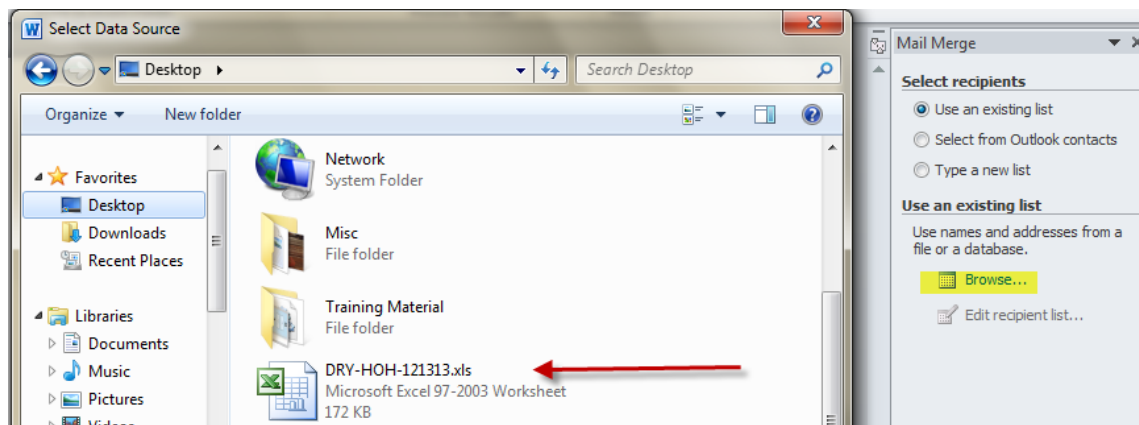 Select Data Source
Desktop
Search Desktop
Organize
New folder
Favorites
Desktop
Downloads
Recent Places
Libraries
Documents
Music
Pictures
Videos
Network
System Folder
Misc
File folder
Training Material
File folder
DRY-HOH-121313.xls
Microsoft Excel 97-2003 Worksheet
172 KB
Mail Merge
Select recipients
Use an existing list
Select from Outlook contacts
Type a new list
Use an existing list
Use names and addresses from a
file or a database.
Browse...
Edit recipient list...